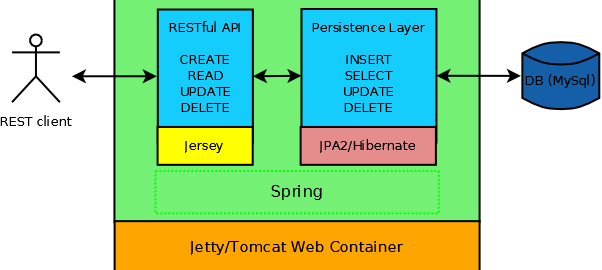 RESTful API
CREATE
READ
UPDATE
DELETE
Jersey
Persistence Layer
INSERT
SELECT
UPDATE
DELETE
JPA2/Hibernate
REST client
DB (MySql)
Spring
Jetty/Tomcat Web Container